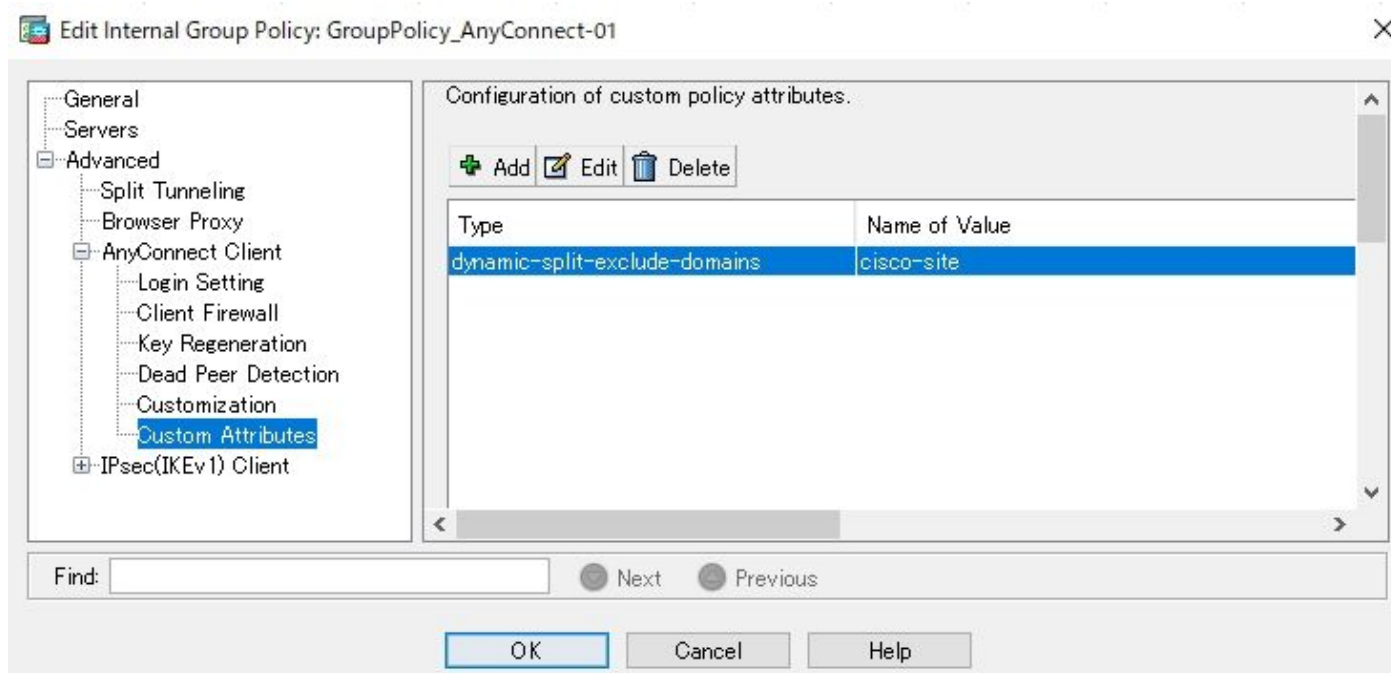 Edit Internal Group Policy: GroupPolicy_AnyConnect-01
General
Servers
Advanced
Split Tunneling
Browser Proxy
AnyConnect Client
Login Setting
Client Firewall
Key Regeneration
Dead Peer Detection
Customization
Custom Attributes
IPsec(IKEv1) Client
Configuration of custom policy attributes.
Add Edit Delete
Type Name of Value
dynamic-split-exclude-domains cisco-site
Find: Next Previous
OK Cancel Help